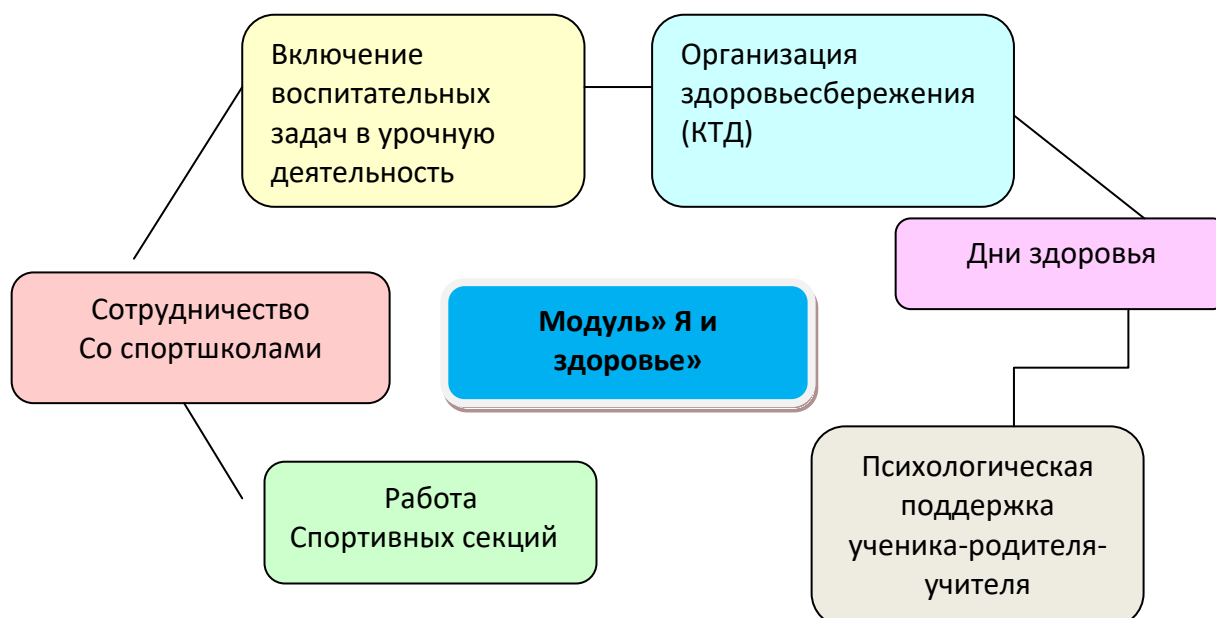 Включение
воспитательных
задач в урочную
деятельность
Организация
здоровьесбережения
(КТД)
Дни здоровья
Сотрудничество
Со спортшколами
Модуль» Я и
здоровье»
Работа
Спортивных секций
Психологическая
поддержка
ученика-родителя-
учителя